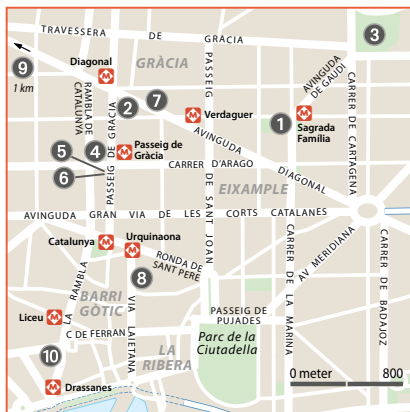 TRAVESSERA DE GRACIA
3
9
1 km
Diagonal
GRÀCIA
PASSEIG DE SANT JOAN
AVINGUDA DE GAUDI
CARRER DE CARTAGENA
RAMBLA DE CATALUNYA
2
7
M
Verdaguer
1
M
Sagrada
Família
PASSEIG DE GRÀCIA
AVINGUDA DIAGONAL
5
4
M
Passeig de
Gràcia
6
CARRER D'ARAGO
EIXAMPLE
AVINGUDA GRAN VIA DE LES CORTS CATALANES
Catalunya
M
Urquinaona
M
RONDA DE
SANT PERE
8
AV MERIDIANA
CARRER DE LA MARINA
CARRER DE BADAJOZ
LA RAMBLA
BARRI
GÒTIC
VIA LAIETANA
Liceu
M
C DE FERRAN
PASSEIG DE
PUJADES
Parc de la
Ciutadella
LA
RIBERA
10
M
Drassanes
0 meter 800